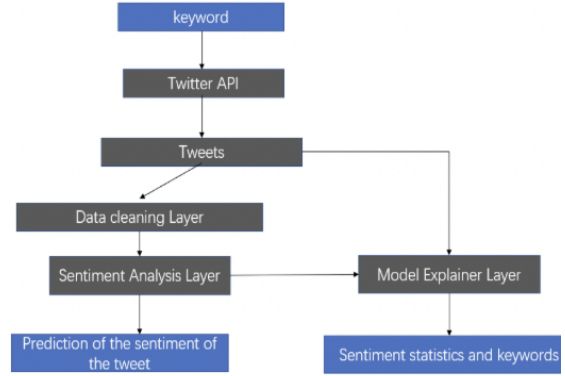 keyword
Twitter API
Tweets
Data cleaning Layer
Sentiment Analysis Layer
Model Explainer Layer
Prediction of the sentiment of
the tweet
Sentiment statistics and keywords